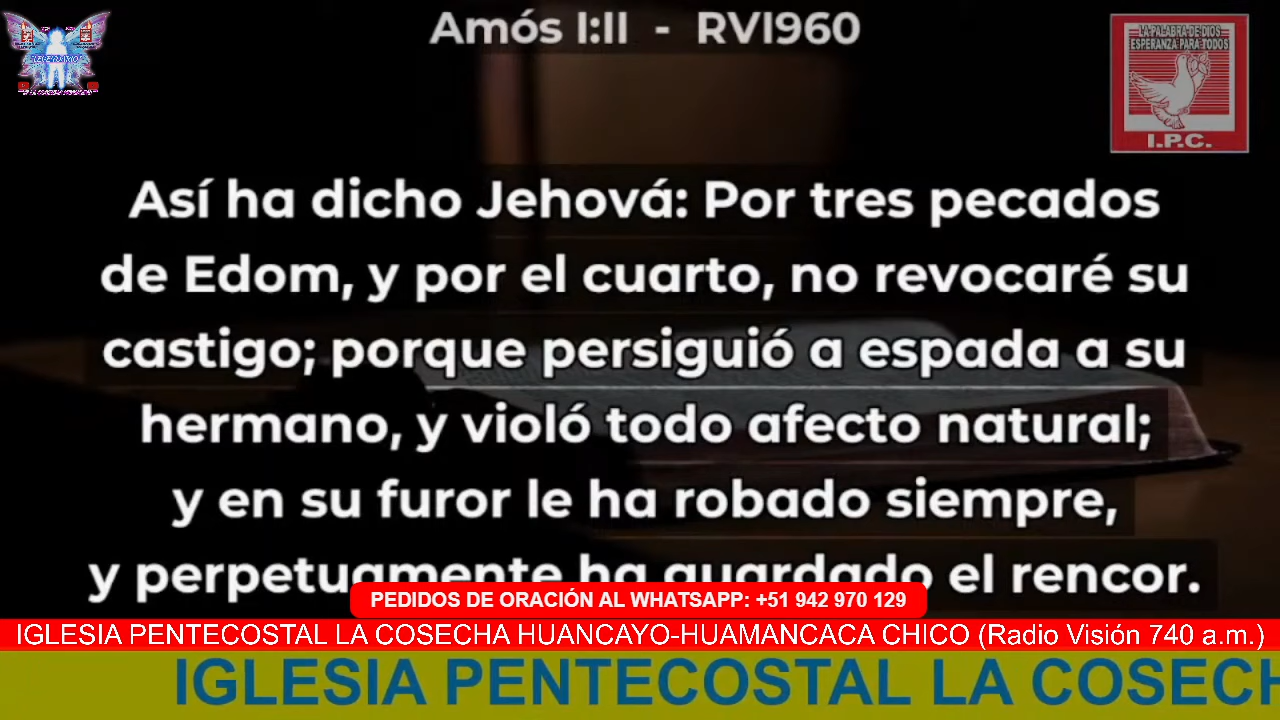 Amós 1:11 - RV1960
LA PALABRA DE DIOS
ESPERANZA PARA TODOS
I.P.C.
Así ha dicho Jehová: Por tres pecados
de Edom, y por el cuarto, no revocaré su
castigo; porque persiguió a espada a su
hermano, y violó todo afecto natural;
y en su furor le ha robado siempre,
y perpetuamente ha guardado el rencor.
PEDIDOS DE ORACIÓN AL WHATSAPP: +51 942 970 129
IGLESIA PENTECOSTAL LA COSECHA HUANCAYO-HUAMANCACA CHICO (Radio Visión 740 a.m.)
IGLESIA PENTECOSTAL LA COSECH